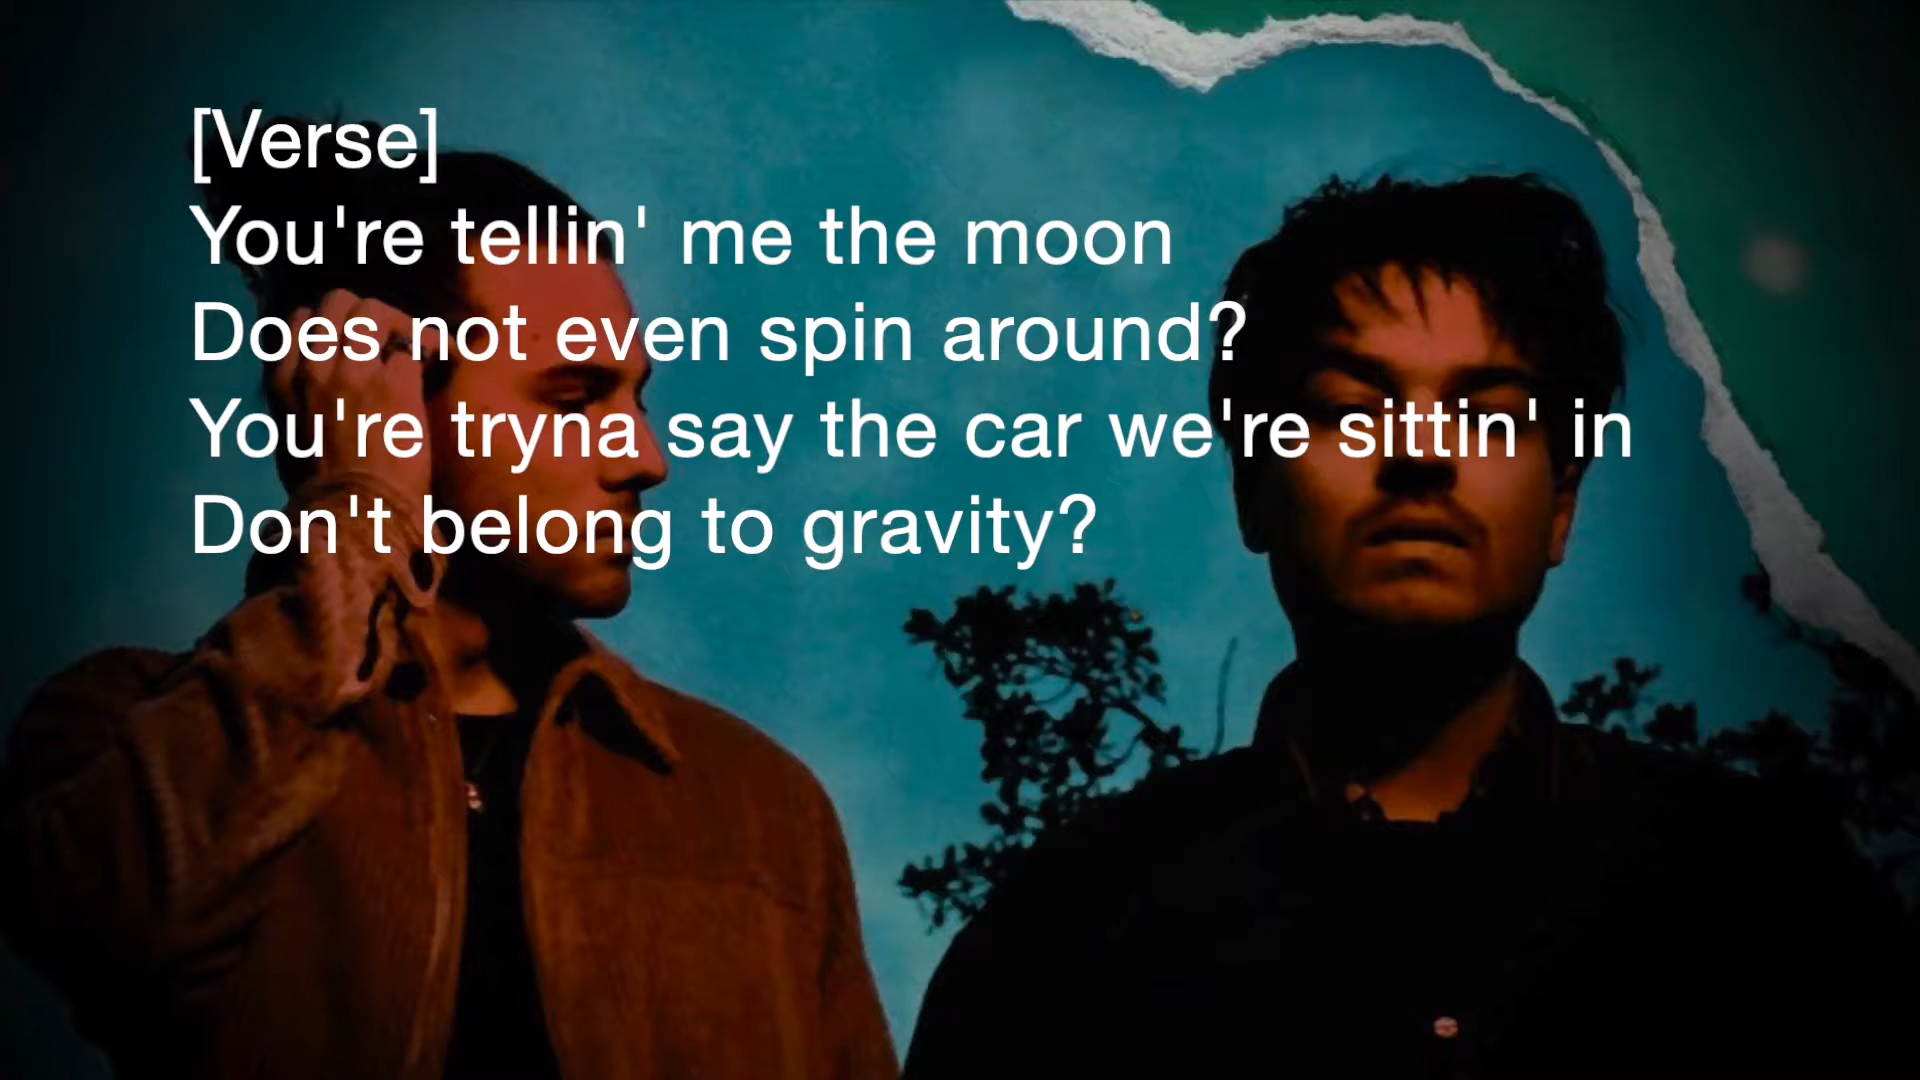 [Verse]
You're tellin' me the moon
Does not even spin around?
You're tryna say the car we're sittin' in
Don't belong to gravity?